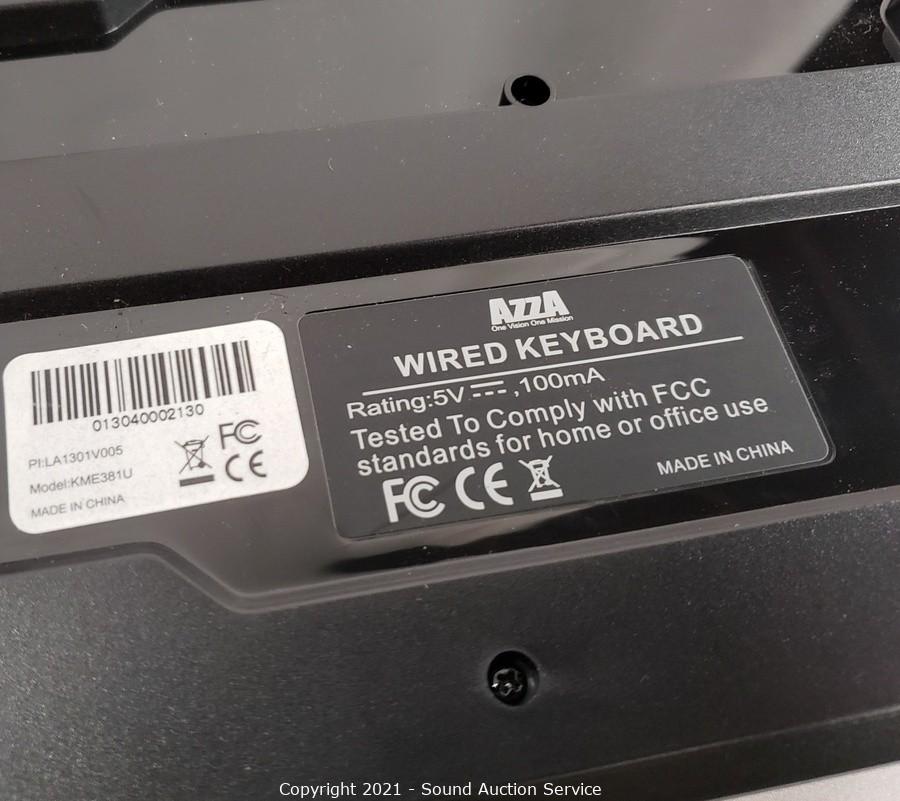 013040002130
PI:LA1301V005
Model:KME381U
MADE IN CHINA
FC
CE
AZZA
One Vision One Mission
WIRED KEYBOARD
Rating:5V ⎓ ,100mA
Tested To Comply with FCC
standards for home or office use
FC CE
MADE IN CHINA
Copyright 2021 - Sound Auction Service